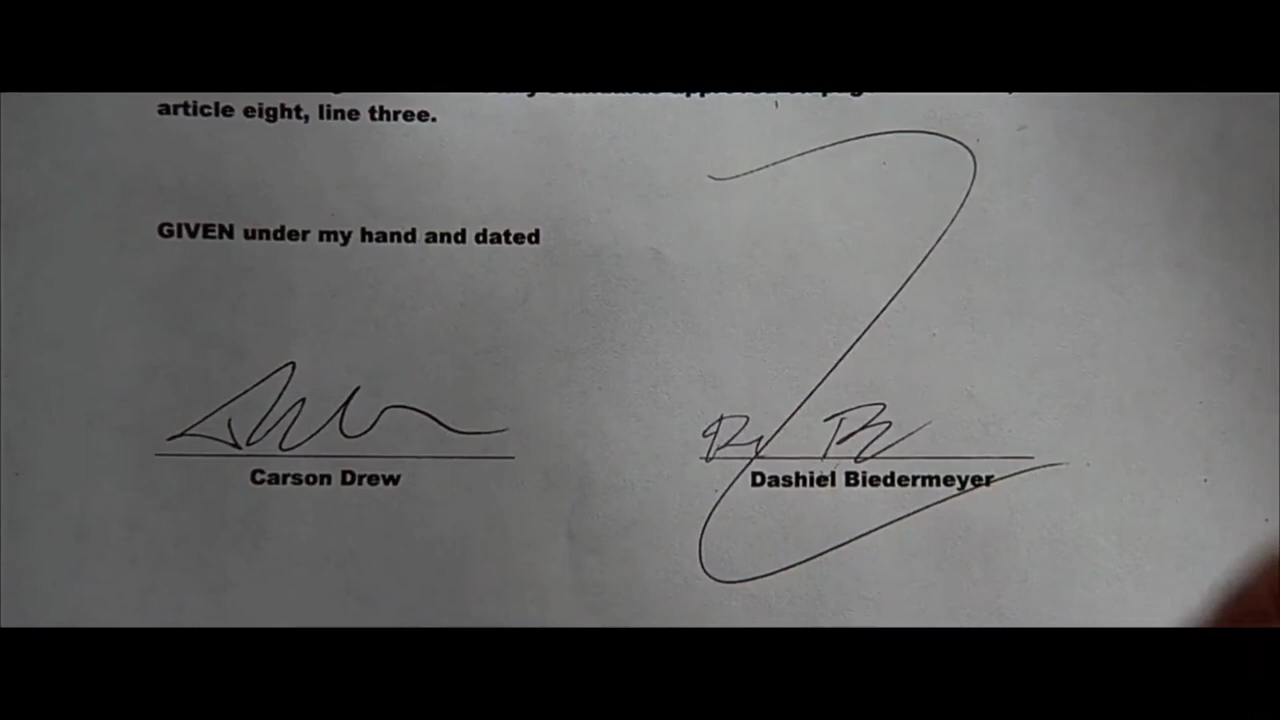 article eight, line three.
GIVEN under my hand and dated
Carson Drew Dashiel Biedermeyer